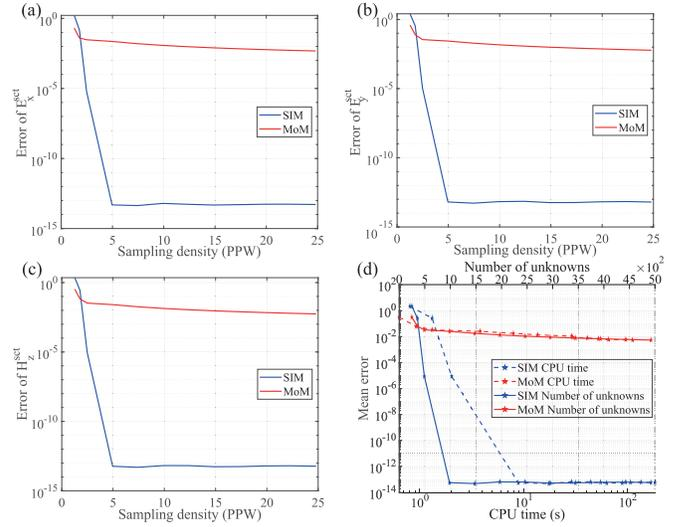 (a)
10^0
10^-5
10^-10
10^-15
Error of E_x^sct
SIM
MoM
0 5 10 15 20 25
Sampling density (PPW)
(b)
10^0
10^-5
10^-10
10^-15
Error of E_y^sct
SIM
MoM
0 5 10 15 20 25
Sampling density (PPW)
(c)
10^0
10^-5
10^-10
10^-15
Error of H_z^sct
SIM
MoM
0 5 10 15 20 25
Sampling density (PPW)
(d)
Number of unknowns ×10^2
0 5 10 15 20 25 30 35 40 45 50
10^2
10^0
10^-2
10^-4
10^-6
10^-8
10^-10
10^-12
10^-14
Mean error
SIM CPU time
MoM CPU time
SIM Number of unknowns
MoM Number of unknowns
10^0 10^1 10^2
CPU time (s)